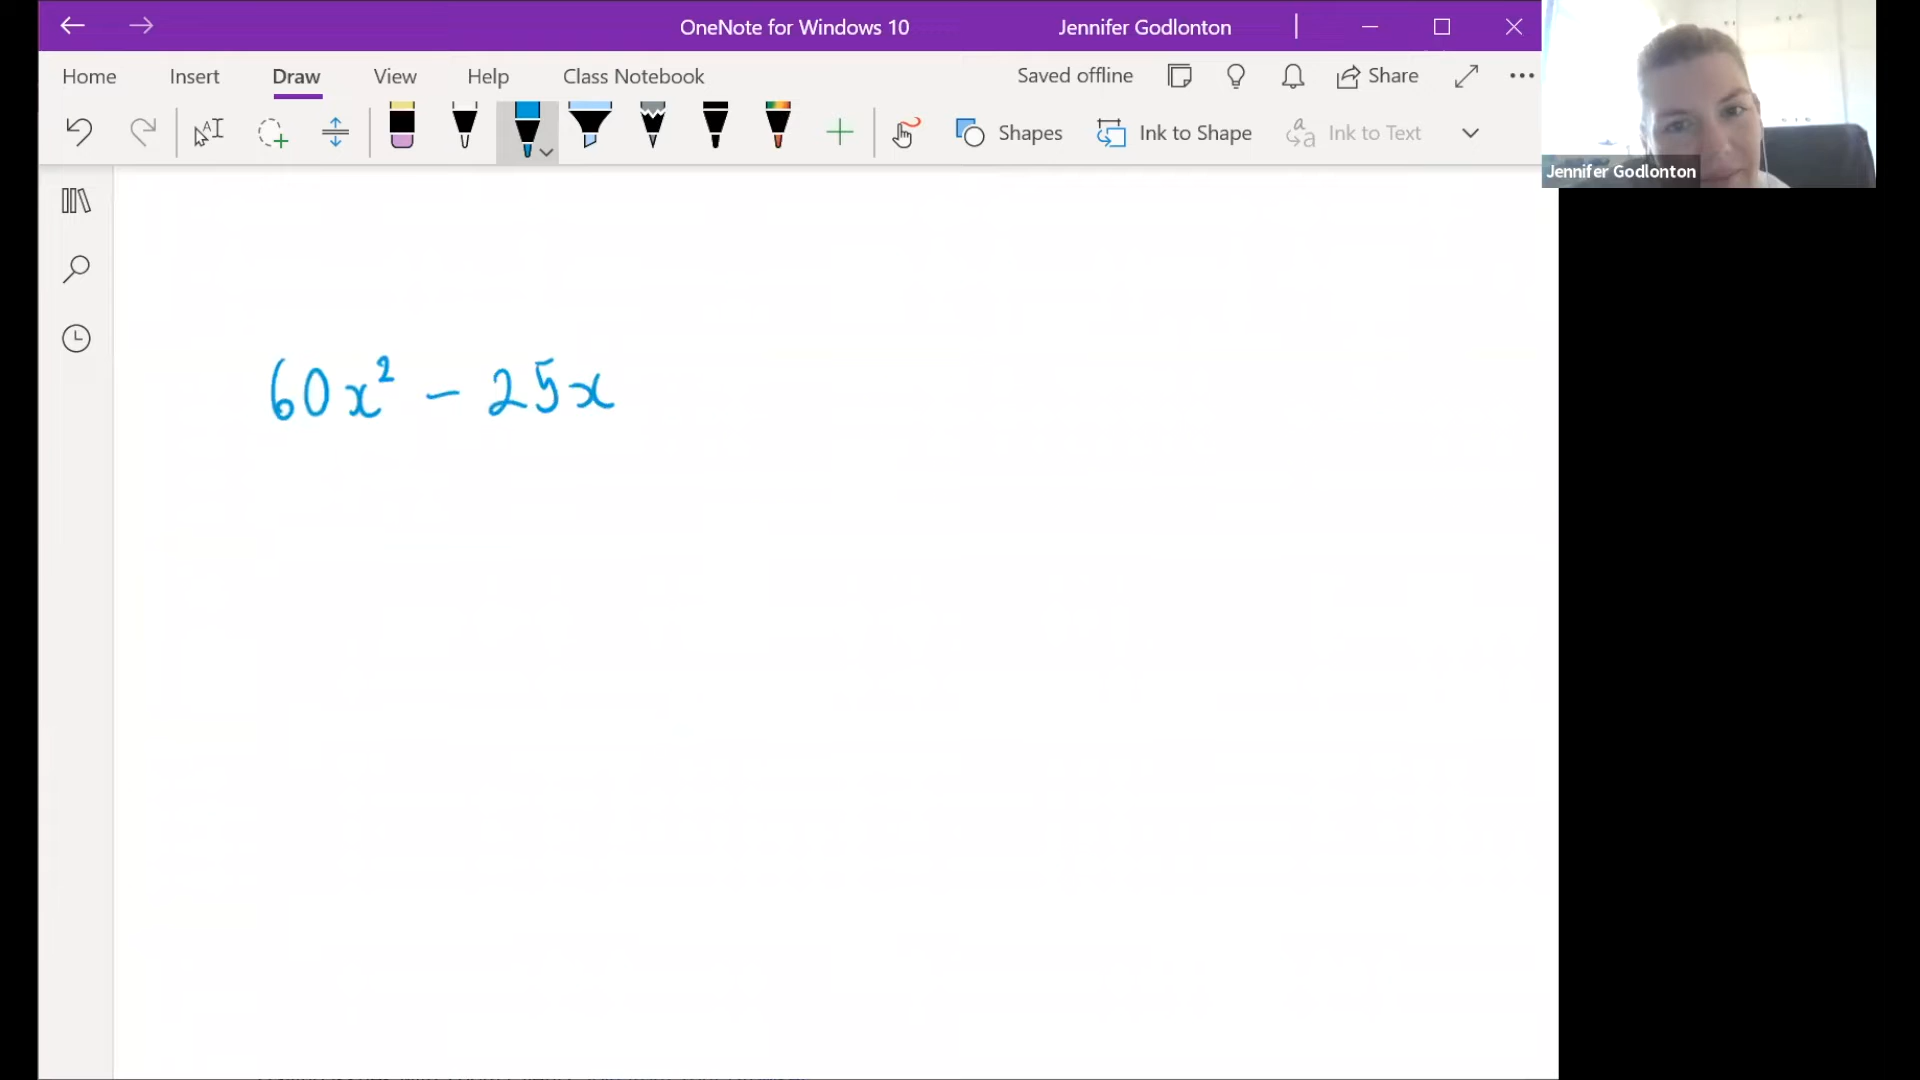 OneNote for Windows 10 Jennifer Godlonton
Home Insert Draw View Help Class Notebook Saved offline Share
Shapes Ink to Shape Ink to Text
Jennifer Godlonton
60x² − 25x